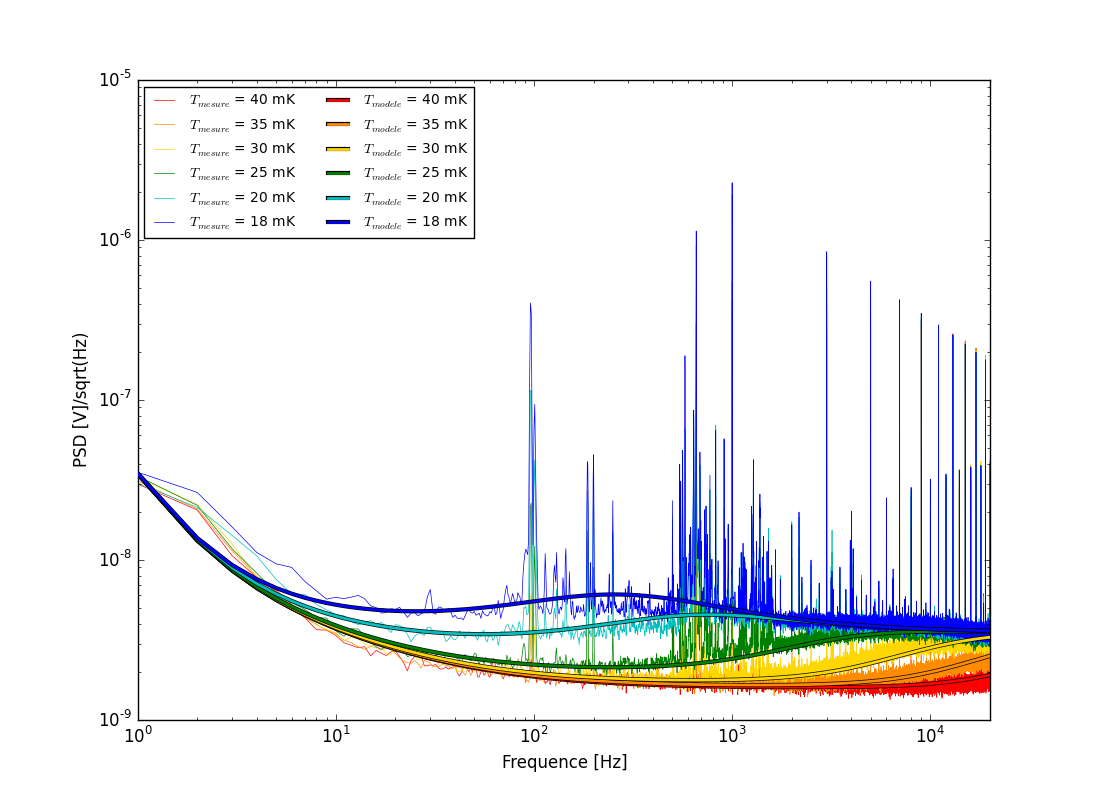 10^-5
T_mesure = 40 mK T_modele = 40 mK
T_mesure = 35 mK T_modele = 35 mK
T_mesure = 30 mK T_modele = 30 mK
T_mesure = 25 mK T_modele = 25 mK
T_mesure = 20 mK T_modele = 20 mK
T_mesure = 18 mK T_modele = 18 mK
10^-6
10^-7
10^-8
10^-9
PSD [V]/sqrt(Hz)
10^0 10^1 10^2 10^3 10^4
Frequence [Hz]